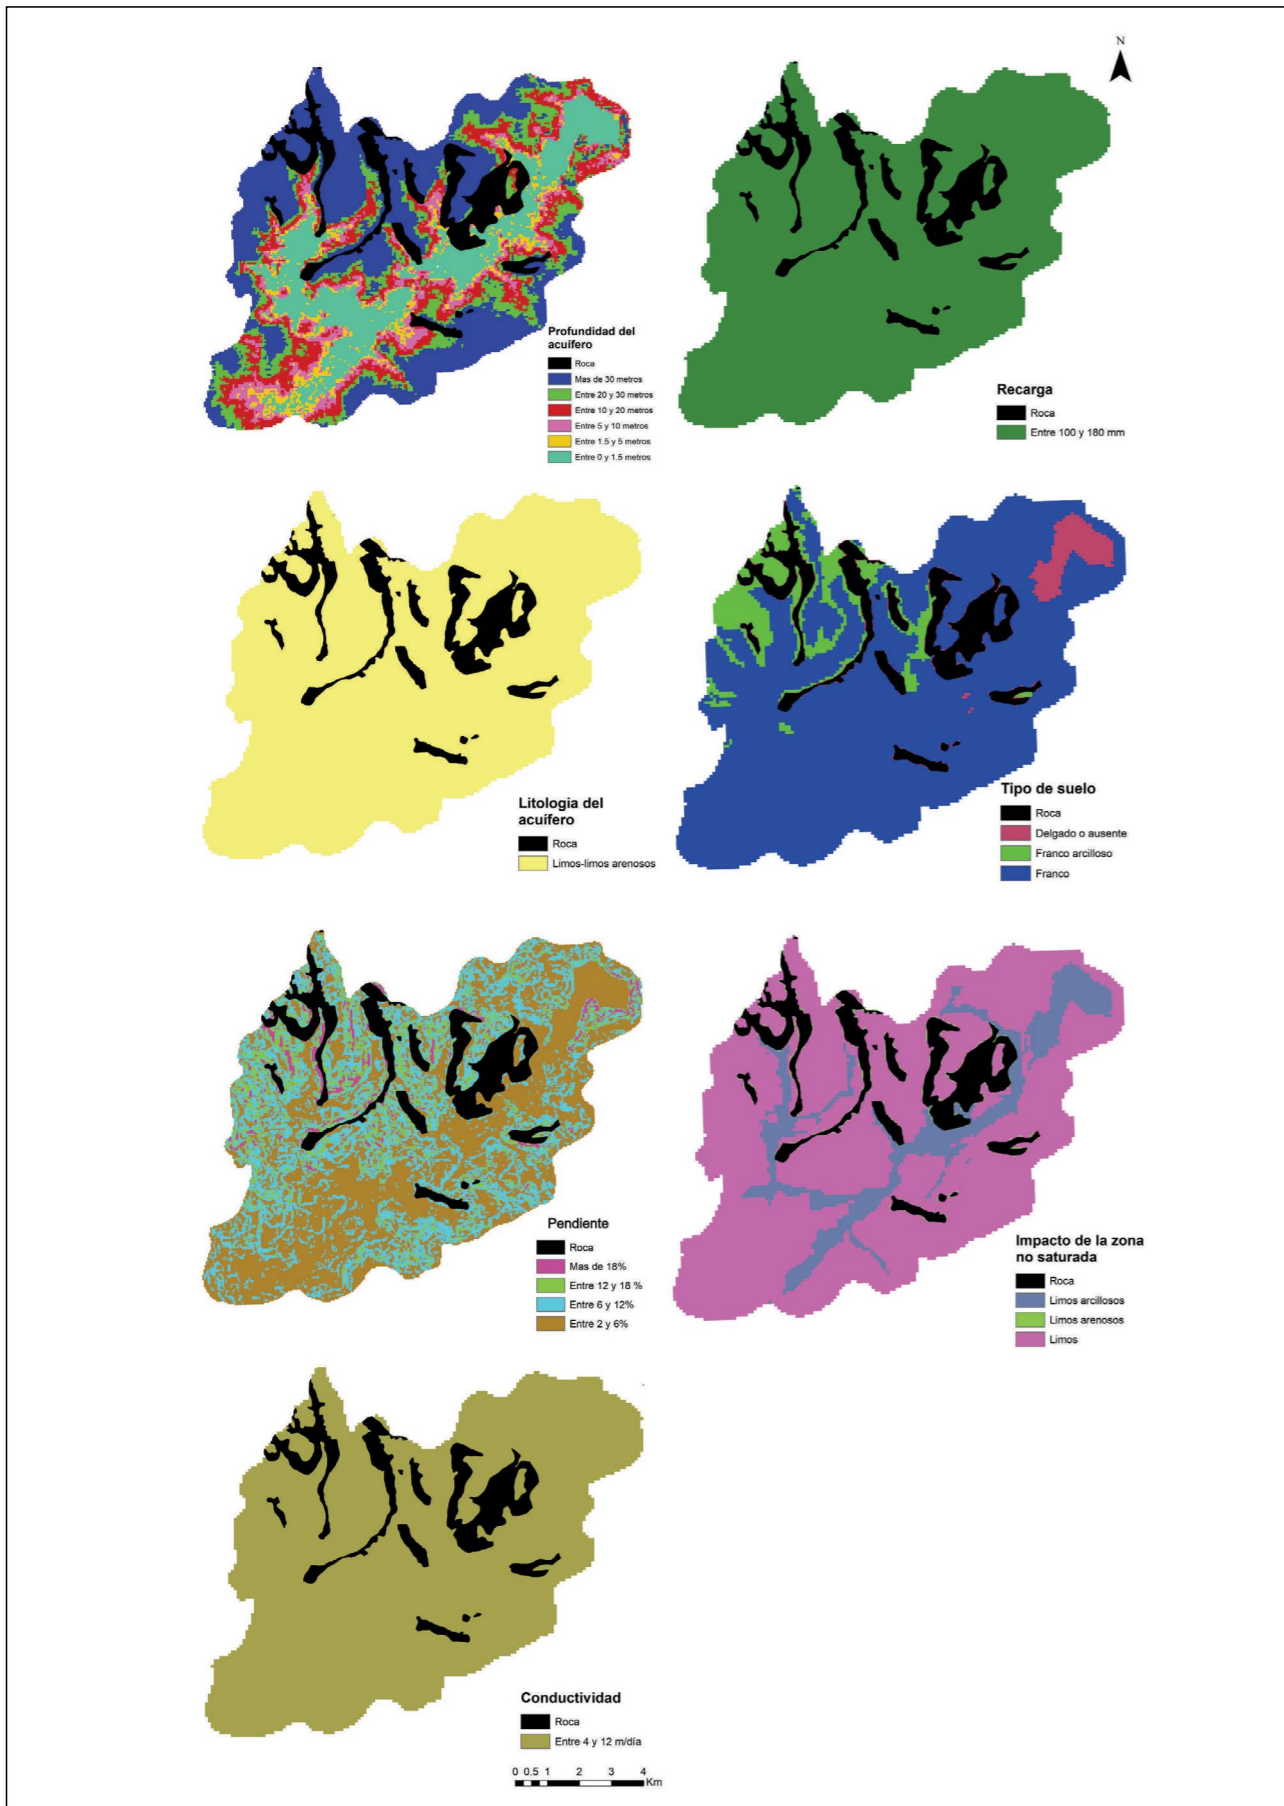 N
Profundidad del
acuífero
Roca
Mas de 30 metros
Entre 20 y 30 metros
Entre 10 y 20 metros
Entre 5 y 10 metros
Entre 1.5 y 5 metros
Entre 0 y 1.5 metros
Recarga
Roca
Entre 100 y 180 mm
Litologia del
acuífero
Roca
Limos-limos arenosos
Tipo de suelo
Roca
Delgado o ausente
Franco arcilloso
Franco
Pendiente
Roca
Mas de 18%
Entre 12 y 18 %
Entre 6 y 12%
Entre 2 y 6%
Impacto de la zona
no saturada
Roca
Limos arcillosos
Limos arenosos
Limos
Conductividad
Roca
Entre 4 y 12 m/día
0 0.5 1 2 3 4
Km